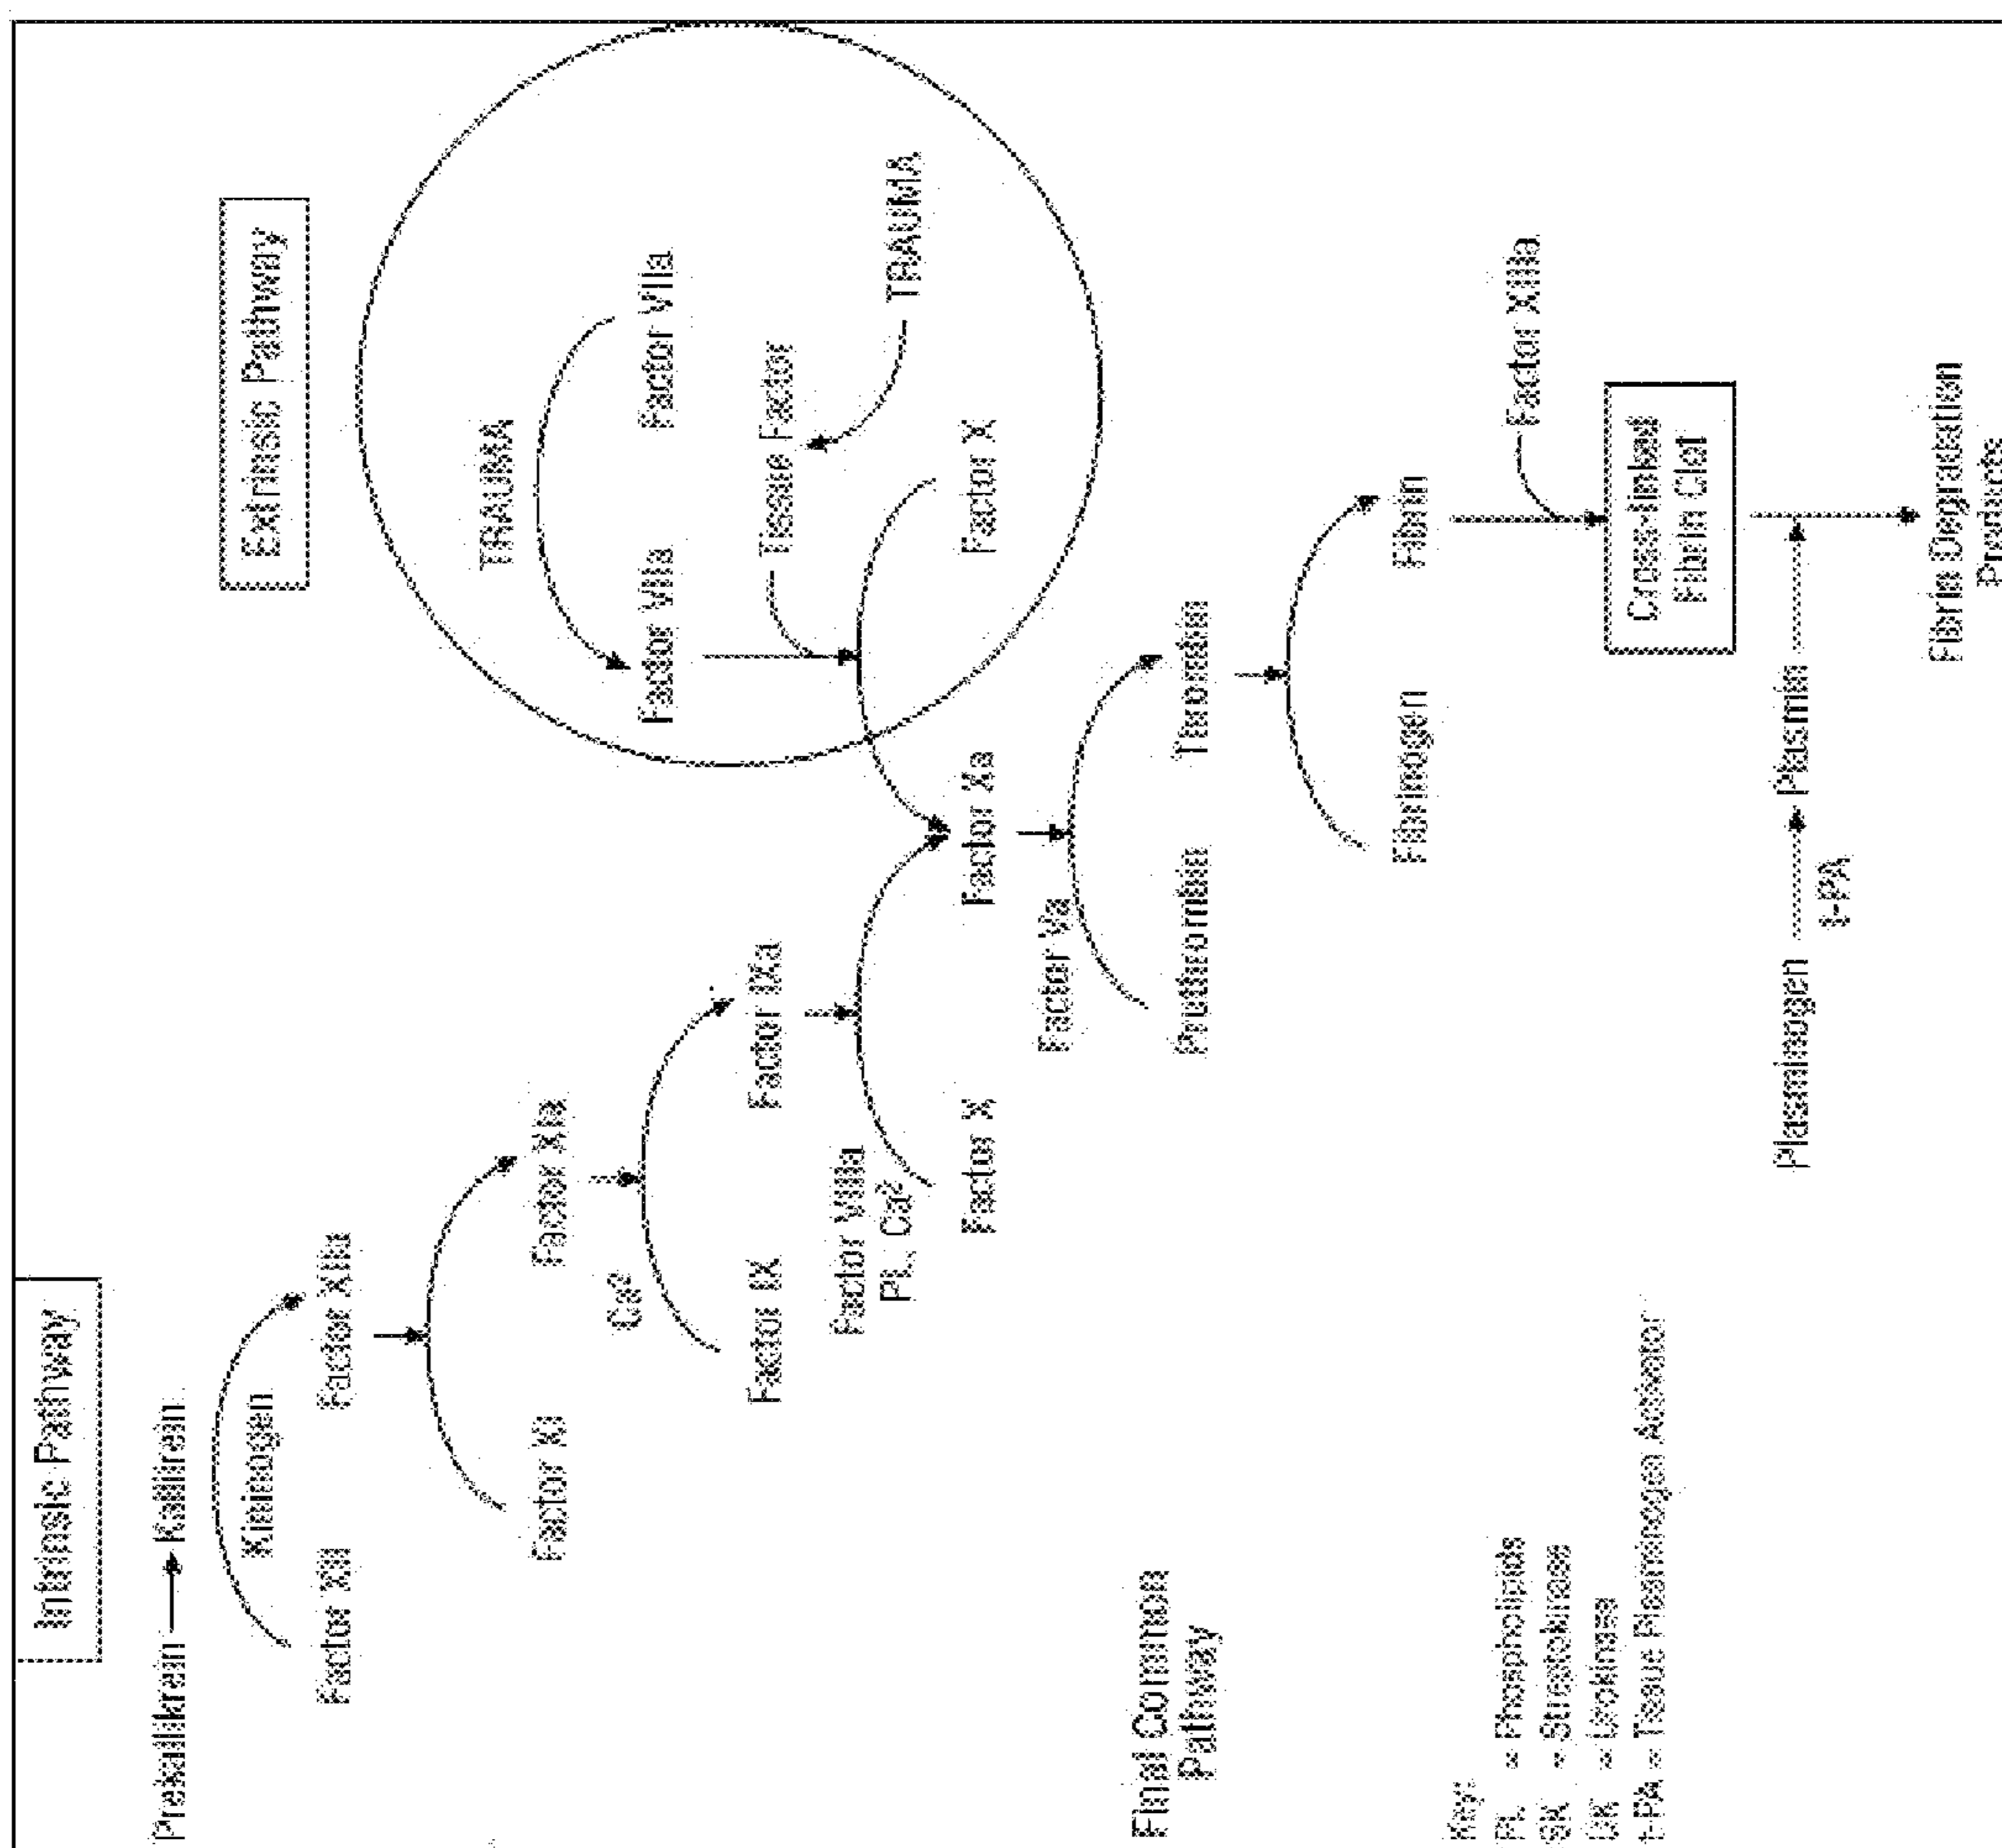 Intrinsic Pathway
Prekallikrein
Kininogen
Factor XII
Factor XIIa
Extrinsic Pathway
Factor XI
Factor XIa
TRAUMA
Ca²
Factor VIIa
Factor VIIa
Factor IX
Factor IXa
Tissue Factor
TRAUMA
Factor VIIIa
PL, Ca²
Factor X
Factor Xa
Factor X
Final Common
Pathway
Factor Va
Prothrombin
Thrombin
Fibrinogen
Fibrin
Factor XIIIa
Cross-linked
Fibrin Clot
Plasminogen
t-PA
Plasmin
Fibrin Degration
Products
Key:
PL = Phospholipids
SK = Streptokinase
UK = Urokinase
t-PA = Tissue Plasminogen Activator